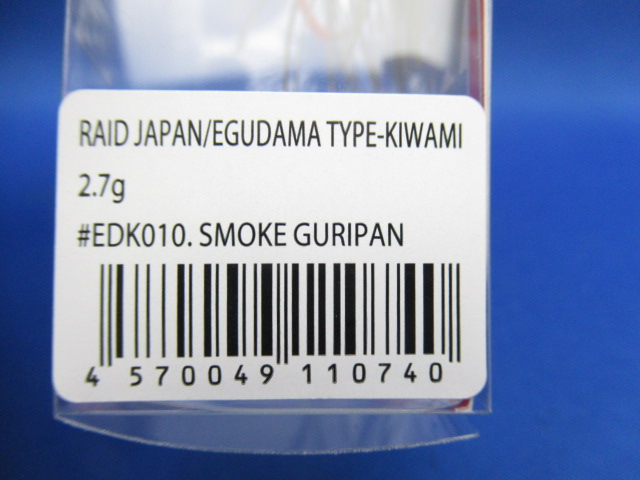 RAID JAPAN/EGUDAMA TYPE-KIWAMI
2.7g
#EDK010. SMOKE GURIPAN
4 570049 110740